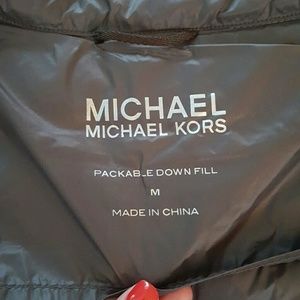 MICHAEL
MICHAEL KORS
PACKABLE DOWN FILL
M
MADE IN CHINA